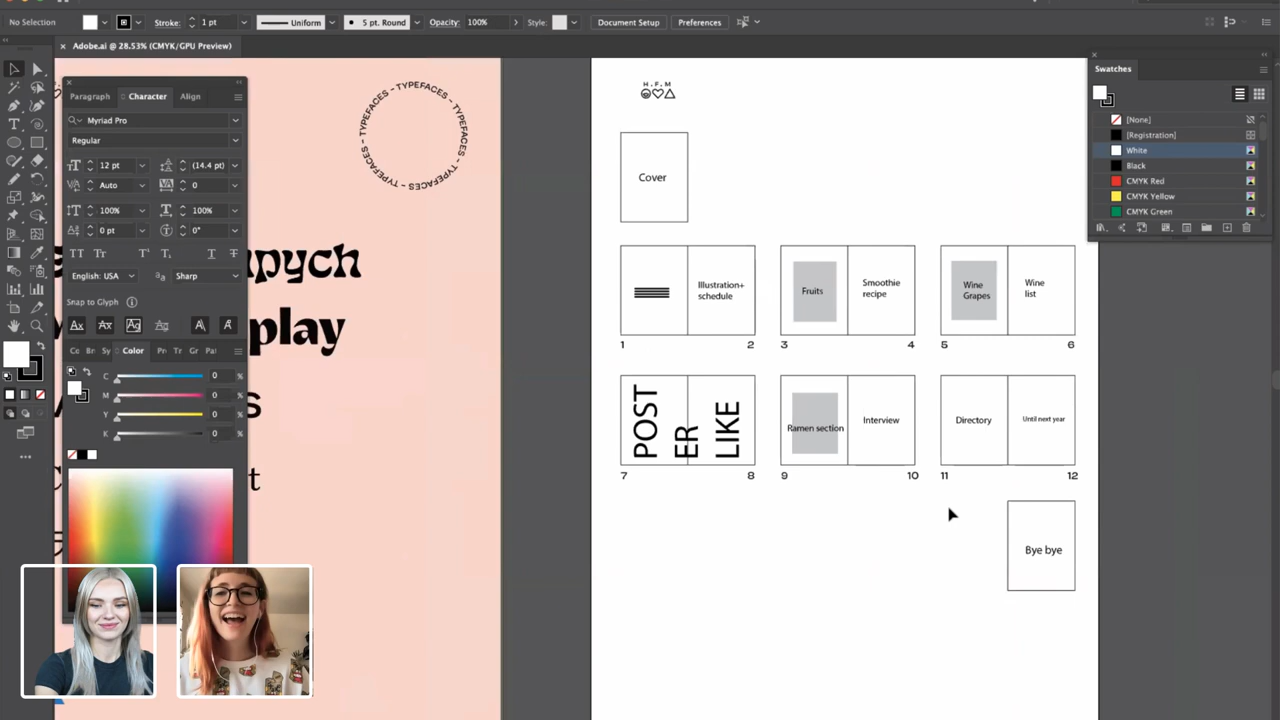 No Selection
Stroke: 1 pt Uniform 5 pt. Round Opacity: 100% Style: Document Setup Preferences
Adobe.ai @ 28.53% (CMYK/GPU Preview)
Paragraph Character Align
Myriad Pro
Regular
12 pt (14.4 pt)
Auto 0
100% 100%
0 pt 0°
English: USA Sharp
Snap to Glyph
Color
C 0 %
M 0 %
Y 0 %
K 0 %
- TYPEFACES - TYPEFACES - TYPEFACES - TYPEFACES
play
H.F.M
Cover
Illustration+
schedule
Fruits
Smoothie
recipe
Wine
Grapes
Wine
list
1 2 3 4 5 6
POST
ER
LIKE
Ramen section
Interview
Directory
Until next year
7 8 9 10 11 12
Bye bye
Swatches
[None]
[Registration]
White
Black
CMYK Red
CMYK Yellow
CMYK Green